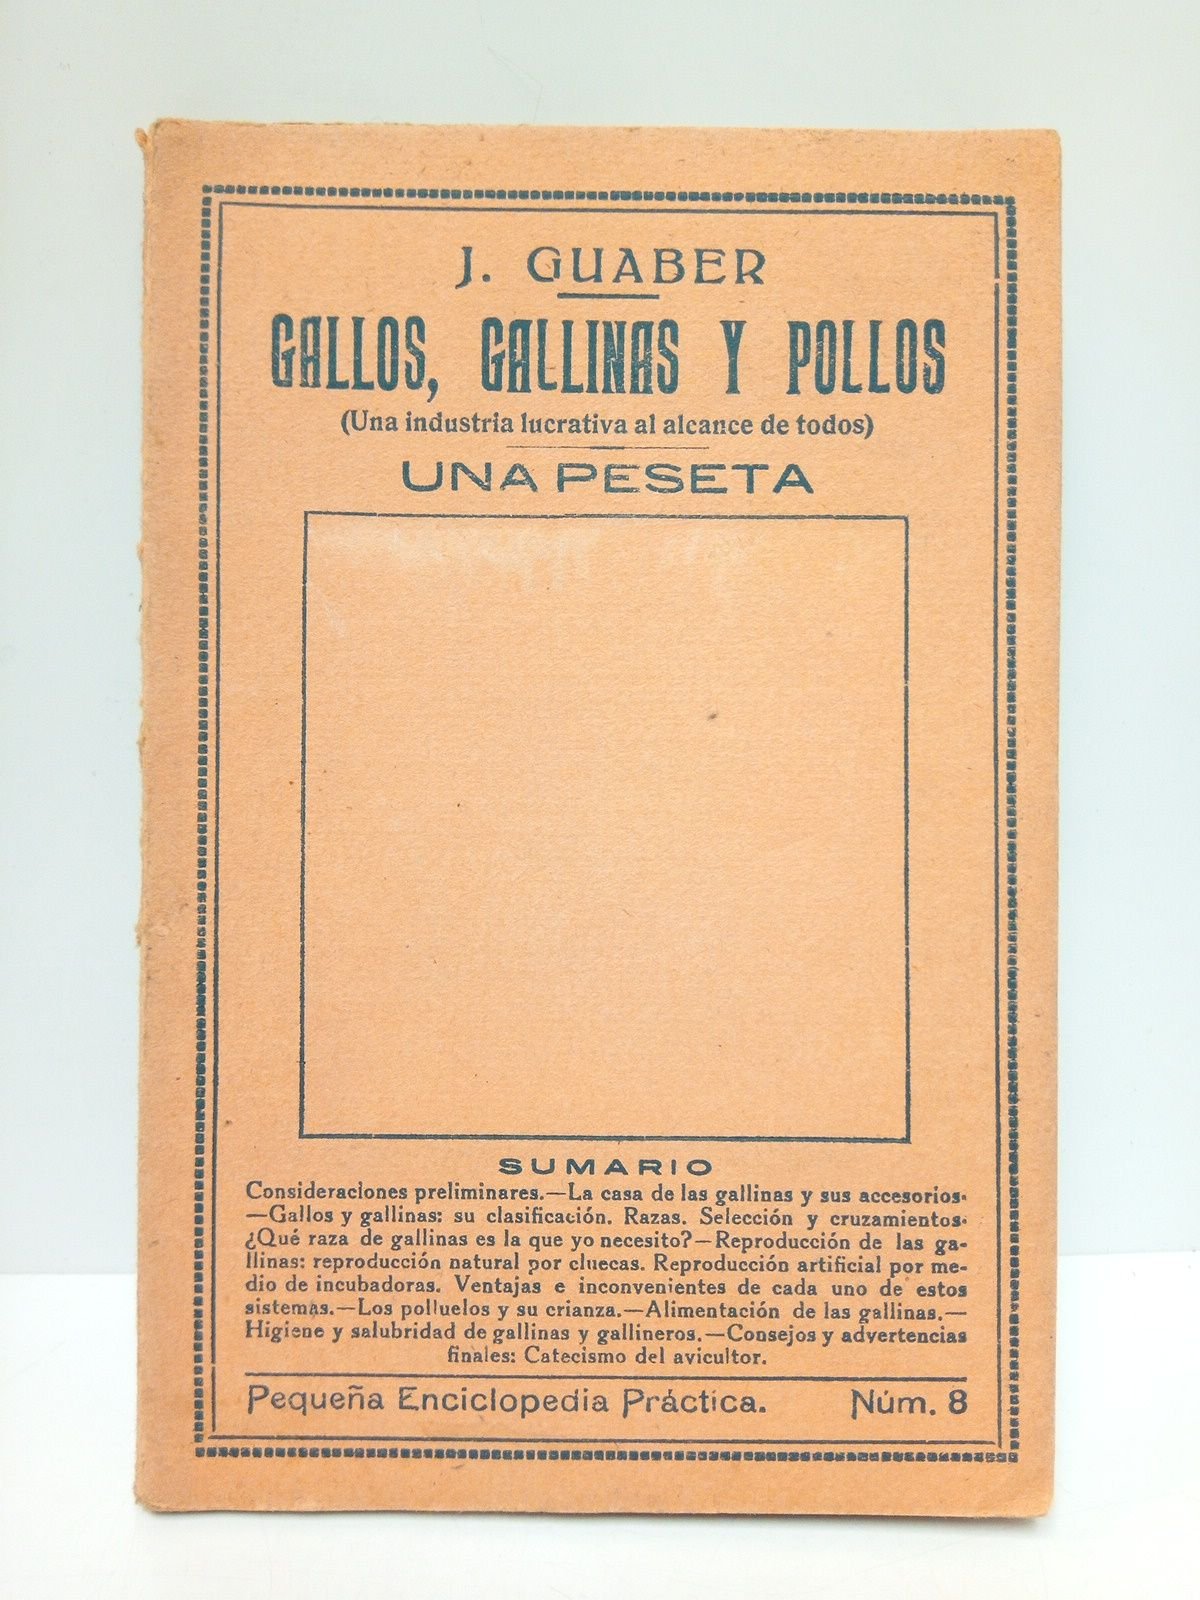 J. GUABER
GALLOS, GALLINAS Y POLLOS
(Una industria lucrativa al alcance de todos)
UNA PESETA
SUMARIO
Consideraciones preliminares.—La casa de las gallinas y sus accesorios.
—Gallos y gallinas: su clasificación. Razas. Selección y cruzamientos.
¿Qué raza de gallinas es la que yo necesito?—Reproducción de las ga-
llinas: reproducción natural por cluecas. Reproducción artificial por me-
dio de incubadoras. Ventajas e inconvenientes de cada uno de estos
sistemas.—Los polluelos y su crianza.—Alimentación de las gallinas.—
Higiene y salubridad de gallinas y gallineros.—Consejos y advertencias
finales: Catecismo del avicultor.
Pequeña Enciclopedia Práctica. Núm. 8